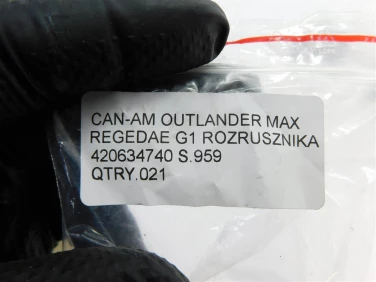 CAN-AM OUTLANDER MAX
REGEDAE G1 ROZRUSZNIKA
420634740 S.959
QTRY.021